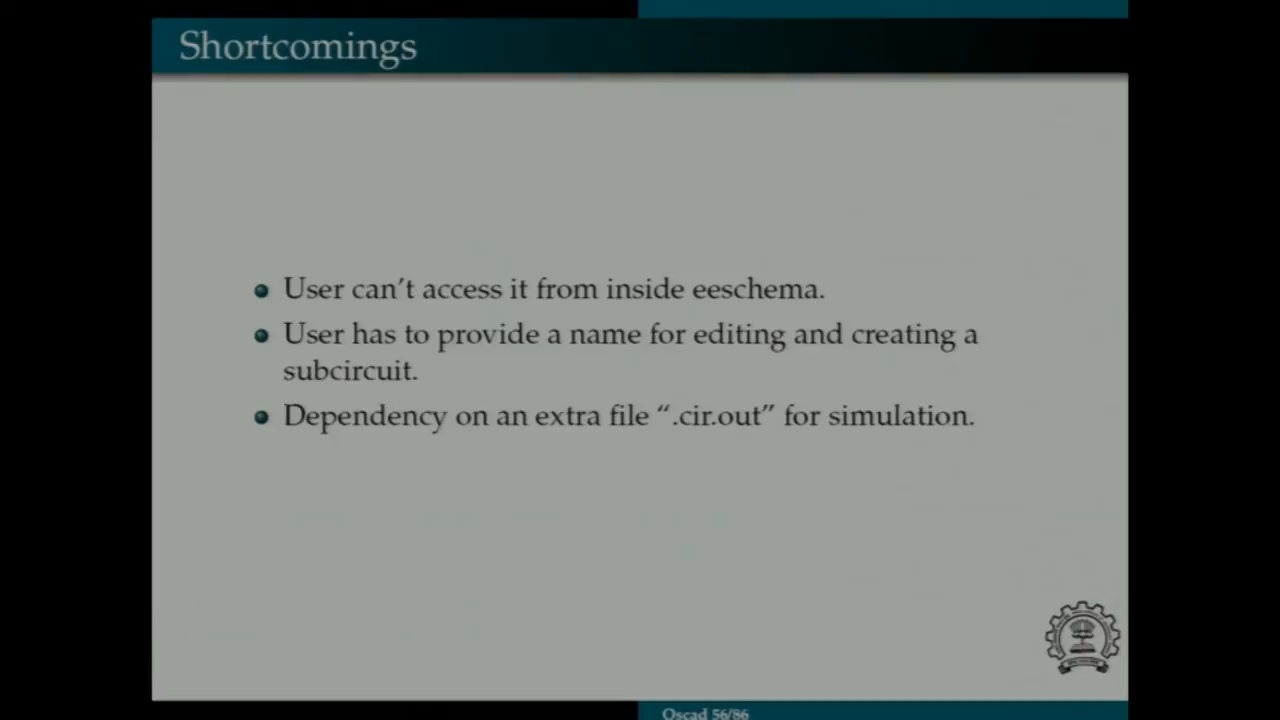 Shortcomings
User can't access it from inside eeschema.
User has to provide a name for editing and creating a
subcircuit.
Dependency on an extra file “.cir.out” for simulation.
Oscad 56/86